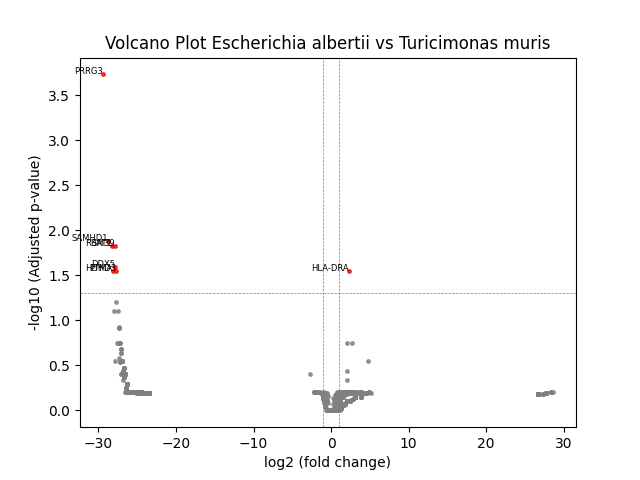 Volcano Plot Escherichia albertii vs Turicimonas muris
-log10 (Adjusted p-value)
3.5
3.0
2.5
2.0
1.5
1.0
0.5
0.0
PRRG3
SAMHD1
DDX5
HLA-DRA
−30
−20
−10
0
10
20
30
log2 (fold change)